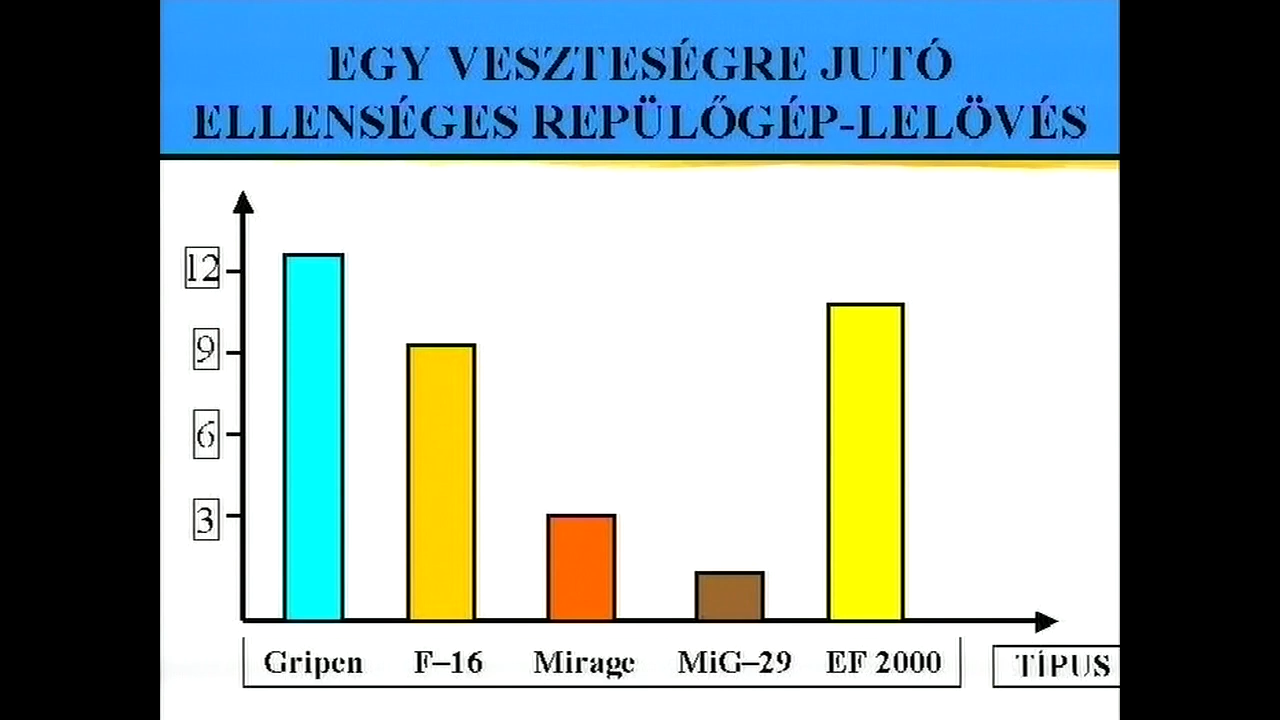 EGY VESZTESÉGRE JUTÓ
ELLENSÉGES REPÜLŐGÉP-LELÖVÉS
12
9
6
3
Gripen F–16 Mirage MiG–29 EF 2000 TÍPUS